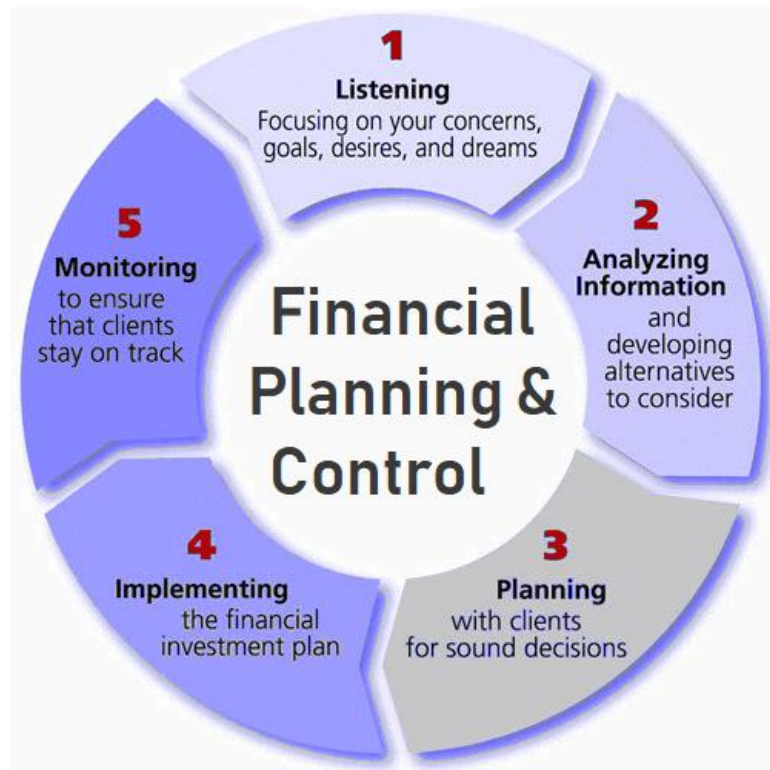 1
Listening
Focusing on your concerns,
goals, desires, and dreams
2
Analyzing
Information
and
developing
alternatives
to consider
3
Planning
with clients
for sound decisions
4
Implementing
the financial
investment plan
5
Monitoring
to ensure
that clients
stay on track
Financial
Planning &
Control